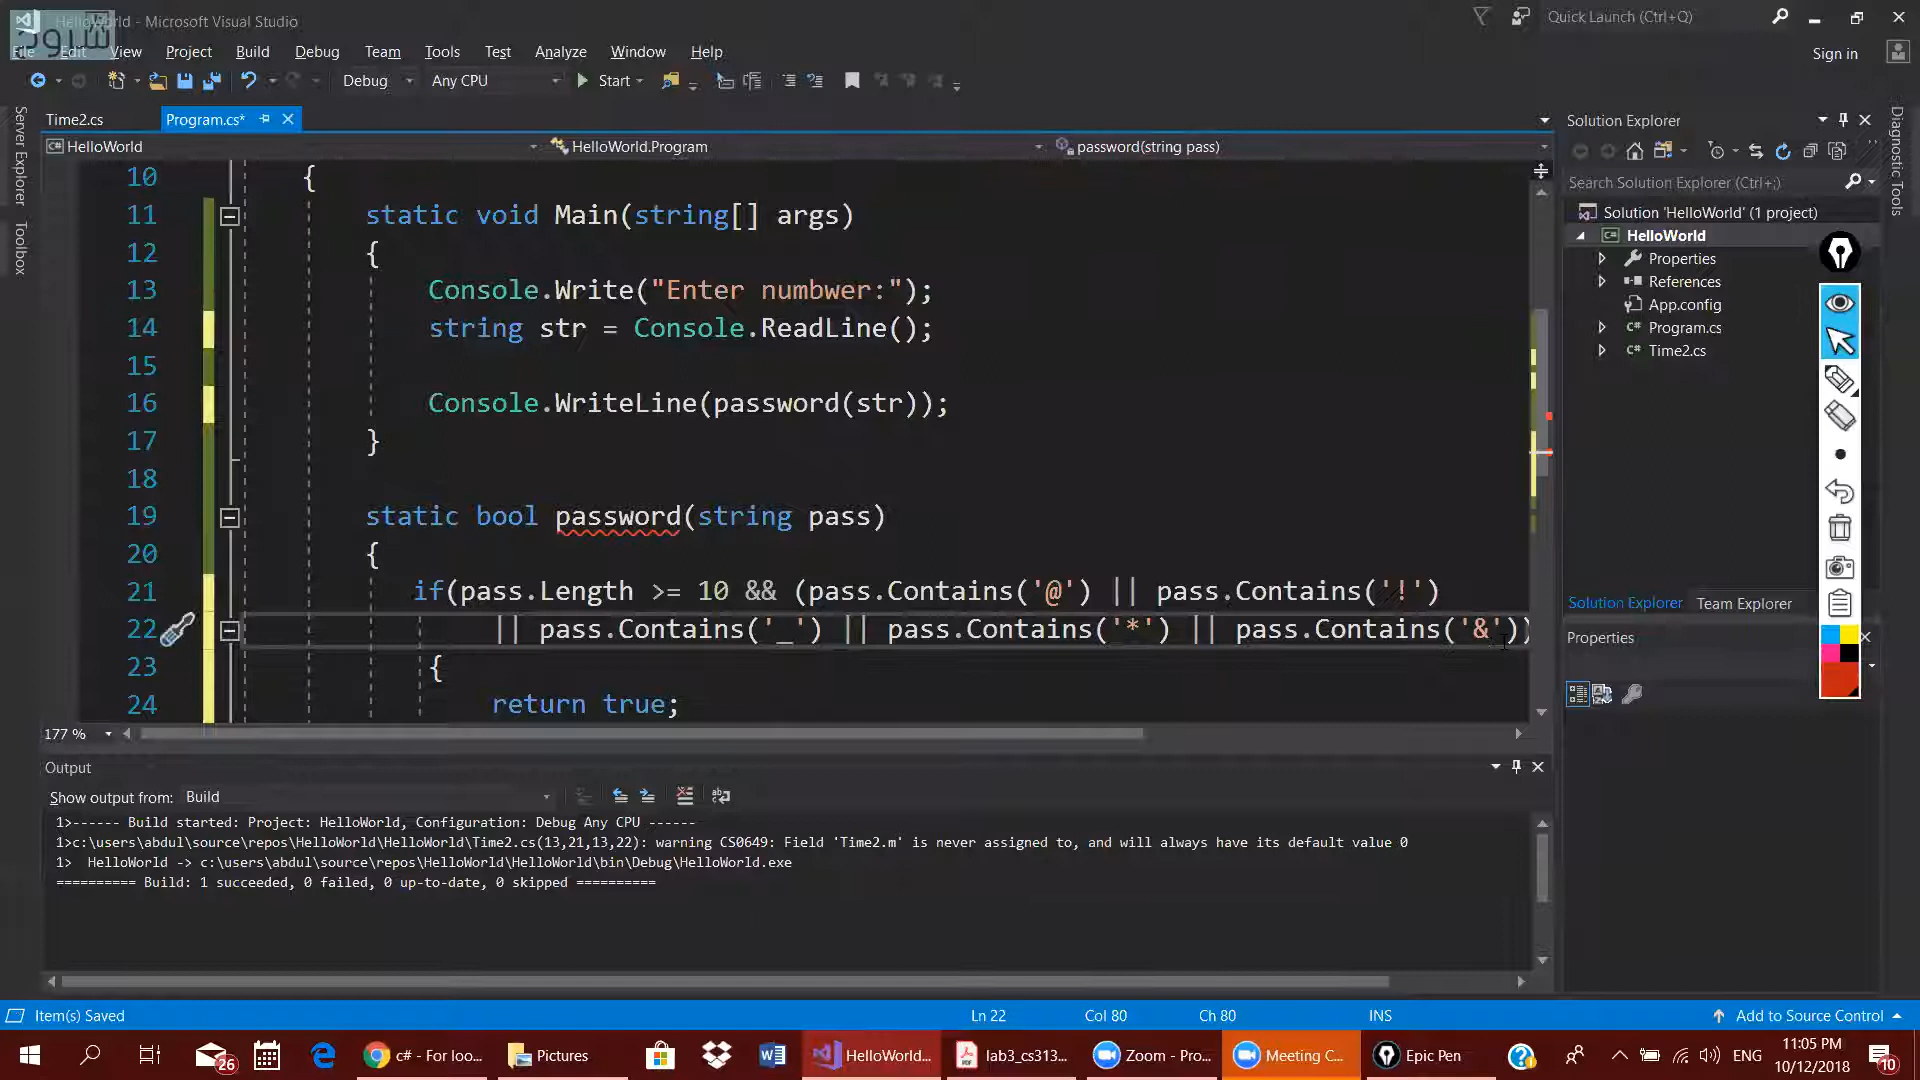 HelloWorld - Microsoft Visual Studio
Quick Launch (Ctrl+Q)
شوون
File Edit View Project Build Debug Team Tools Test Analyze Window Help
Sign in
Debug Any CPU Start
Time2.cs Program.cs*
HelloWorld HelloWorld.Program password(string pass)
Server Explorer
Toolbox
10 {
11 static void Main(string[] args)
12 {
13 Console.Write("Enter numbwer:");
14 string str = Console.ReadLine();
15
16 Console.WriteLine(password(str));
17 }
18
19 static bool password(string pass)
20 {
21 if(pass.Length >= 10 && (pass.Contains('@') || pass.Contains('!')
22 || pass.Contains('_') || pass.Contains('*') || pass.Contains('&'))
23 {
24 return true;
177 %
Output
Show output from: Build
1>------ Build started: Project: HelloWorld, Configuration: Debug Any CPU ------
1>c:\users\abdul\source\repos\HelloWorld\HelloWorld\Time2.cs(13,21,13,22): warning CS0649: Field 'Time2.m' is never assigned to, and will always have its default value 0
1> HelloWorld -> c:\users\abdul\source\repos\HelloWorld\HelloWorld\bin\Debug\HelloWorld.exe
========== Build: 1 succeeded, 0 failed, 0 up-to-date, 0 skipped ==========
Solution Explorer
Search Solution Explorer (Ctrl+;)
Solution 'HelloWorld' (1 project)
HelloWorld
Properties
References
App.config
Program.cs
Time2.cs
Solution Explorer Team Explorer
Properties
Diagnostic Tools
Item(s) Saved Ln 22 Col 80 Ch 80 INS Add to Source Control
26 c# - For loo... Pictures HelloWorld... lab3_cs313... Zoom - Pro... Meeting C... Epic Pen ENG 11:05 PM
10/12/2018 10